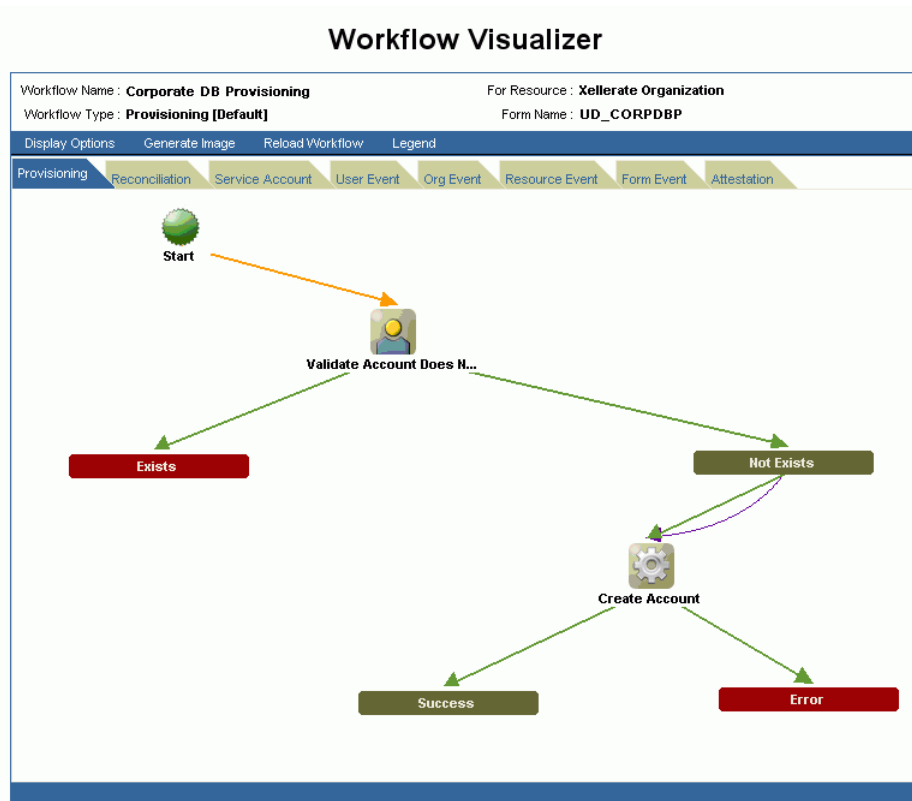 Workflow Visualizer
Workflow Name : Corporate DB Provisioning For Resource : Xellerate Organization
Workflow Type : Provisioning [Default] Form Name : UD_CORPDBP
Display Options Generate Image Reload Workflow Legend
Provisioning Reconciliation Service Account User Event Org Event Resource Event Form Event Attestation
Start
Validate Account Does N...
Exists Not Exists
Create Account
Success Error